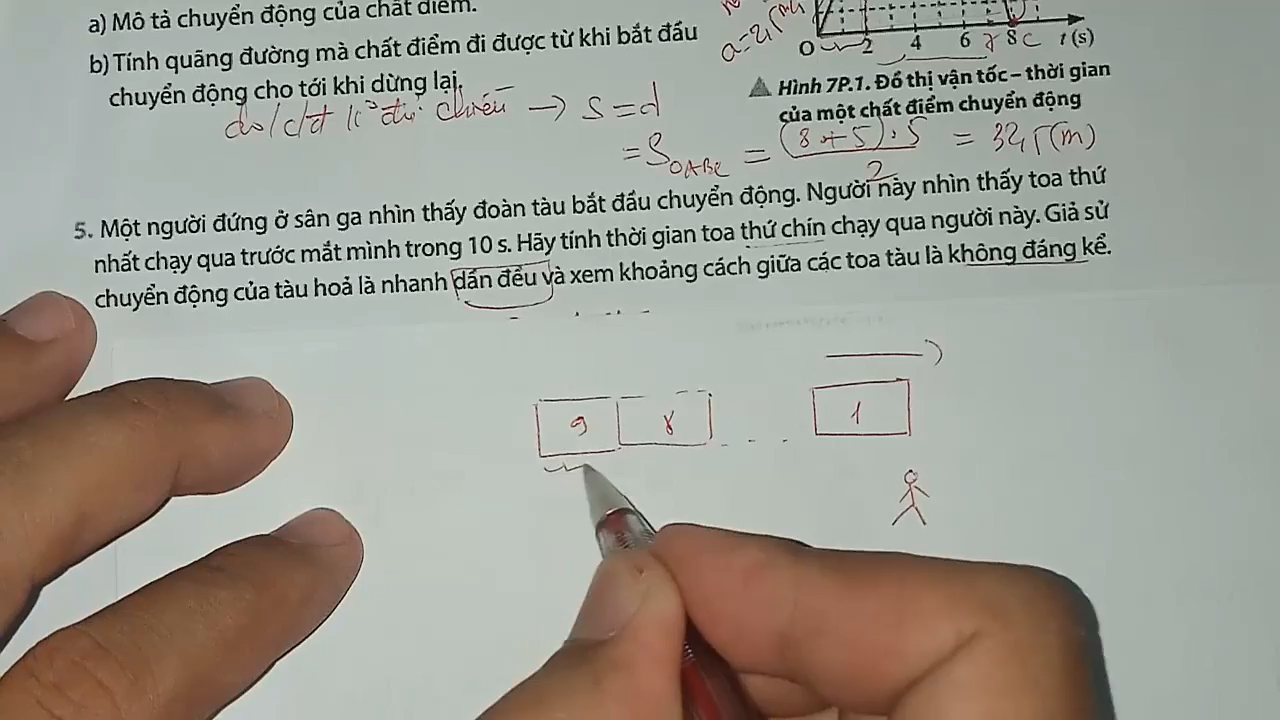 a) Mô tả chuyển động của chất điểm.
b) Tính quãng đường mà chất điểm đi được từ khi bắt đầu
chuyển động cho tới khi dừng lại.
O 2 4 6 8 C t (s)
Hình 7P.1. Đồ thị vận tốc – thời gian
của một chất điểm chuyển động
chiều → s = d
= S OABC = (8+5).5 / 2 = 32,5 (m)
5. Một người đứng ở sân ga nhìn thấy đoàn tàu bắt đầu chuyển động. Người này nhìn thấy toa thứ
nhất chạy qua trước mắt mình trong 10 s. Hãy tính thời gian toa thứ chín chạy qua người này. Giả sử
chuyển động của tàu hoả là nhanh dần đều và xem khoảng cách giữa các toa tàu là không đáng kể.
9 8 1